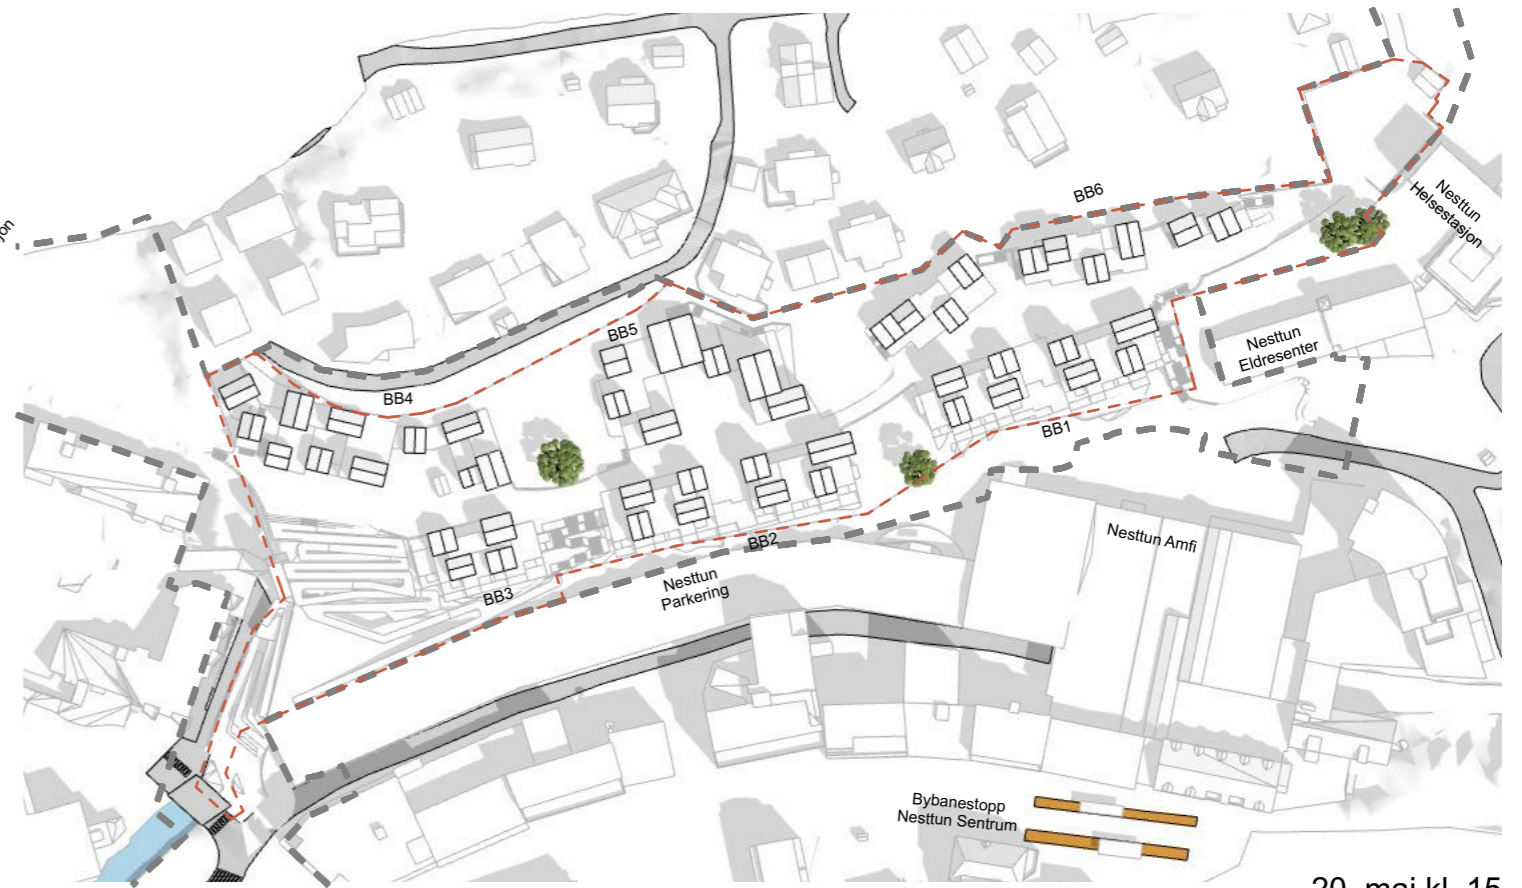 BB6
Nesttun
Helsestasjon
BB5
Nesttun
Eldresenter
BB4
BB1
Nesttun Amfi
BB2
Nesttun
Parkering
BB3
Bybanestopp
Nesttun Sentrum